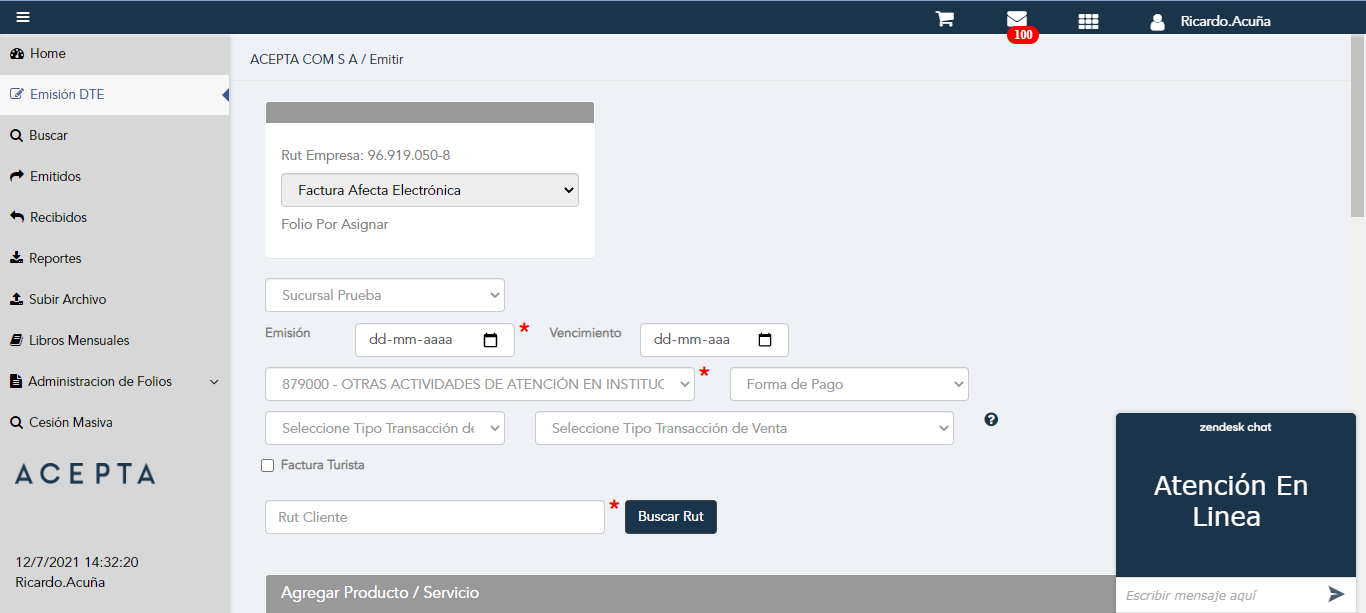 Ricardo.Acuña
100
Home
Emisión DTE
Buscar
Emitidos
Recibidos
Reportes
Subir Archivo
Libros Mensuales
Administracion de Folios
Cesión Masiva
ACEPTA
12/7/2021 14:32:20
Ricardo.Acuña
ACEPTA COM S A / Emitir
Rut Empresa: 96.919.050-8
Factura Afecta Electrónica
Folio Por Asignar
Sucursal Prueba
Emisión dd-mm-aaaa * Vencimiento dd-mm-aaa
879000 - OTRAS ACTIVIDADES DE ATENCIÓN EN INSTITUC * Forma de Pago
Seleccione Tipo Transacción de Seleccione Tipo Transacción de Venta ?
Factura Turista
Rut Cliente * Buscar Rut
Agregar Producto / Servicio
zendesk chat
Atención En
Linea
Escribir mensaje aquí